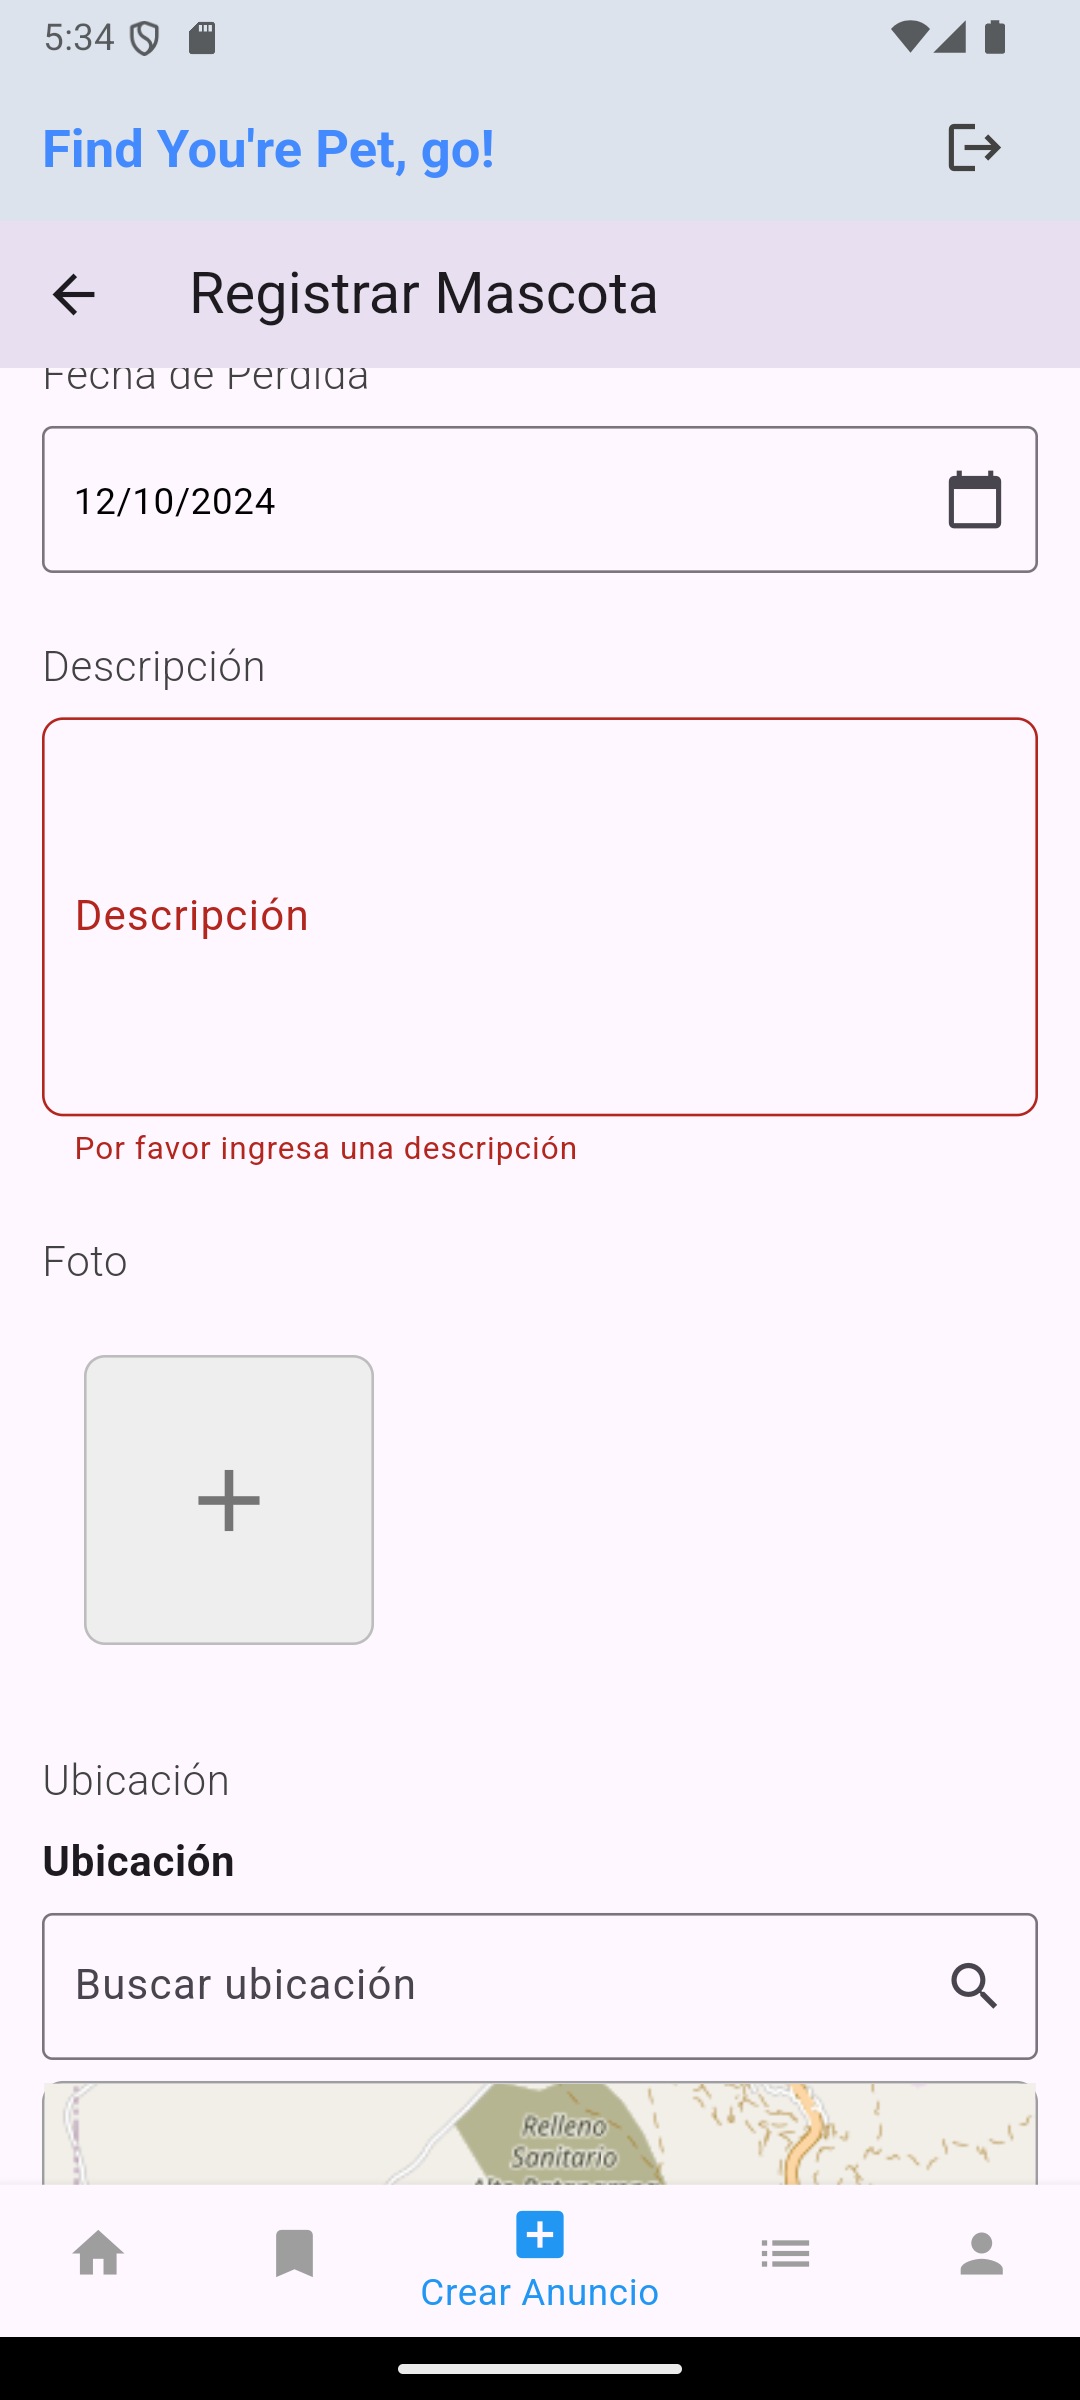 5:34
Find You're Pet, go!
Registrar Mascota
Fecha de Perdida
12/10/2024
Descripción
Descripción
Por favor ingresa una descripción
Foto
Ubicación
Ubicación
Buscar ubicación
Relleno
Sanitario
Crear Anuncio